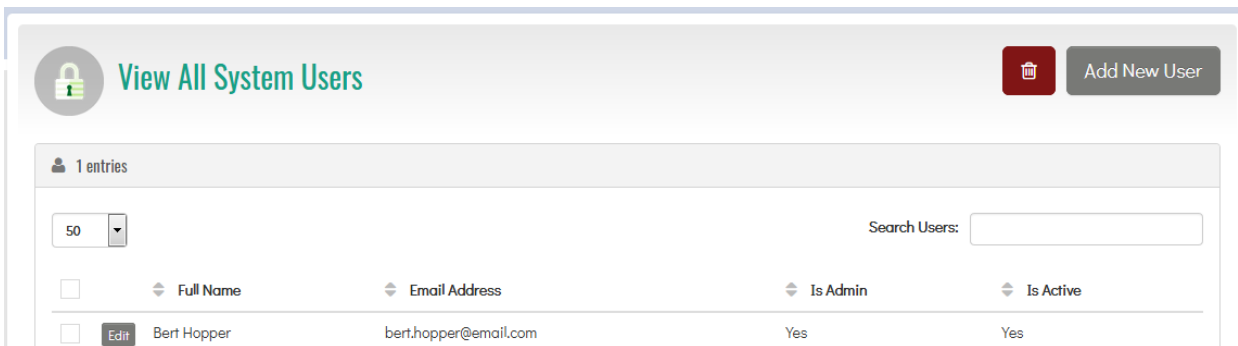 View All System Users
Add New User
1 entries
50
Search Users:
Full Name Email Address Is Admin Is Active
Edit Bert Hopper bert.hopper@email.com Yes Yes